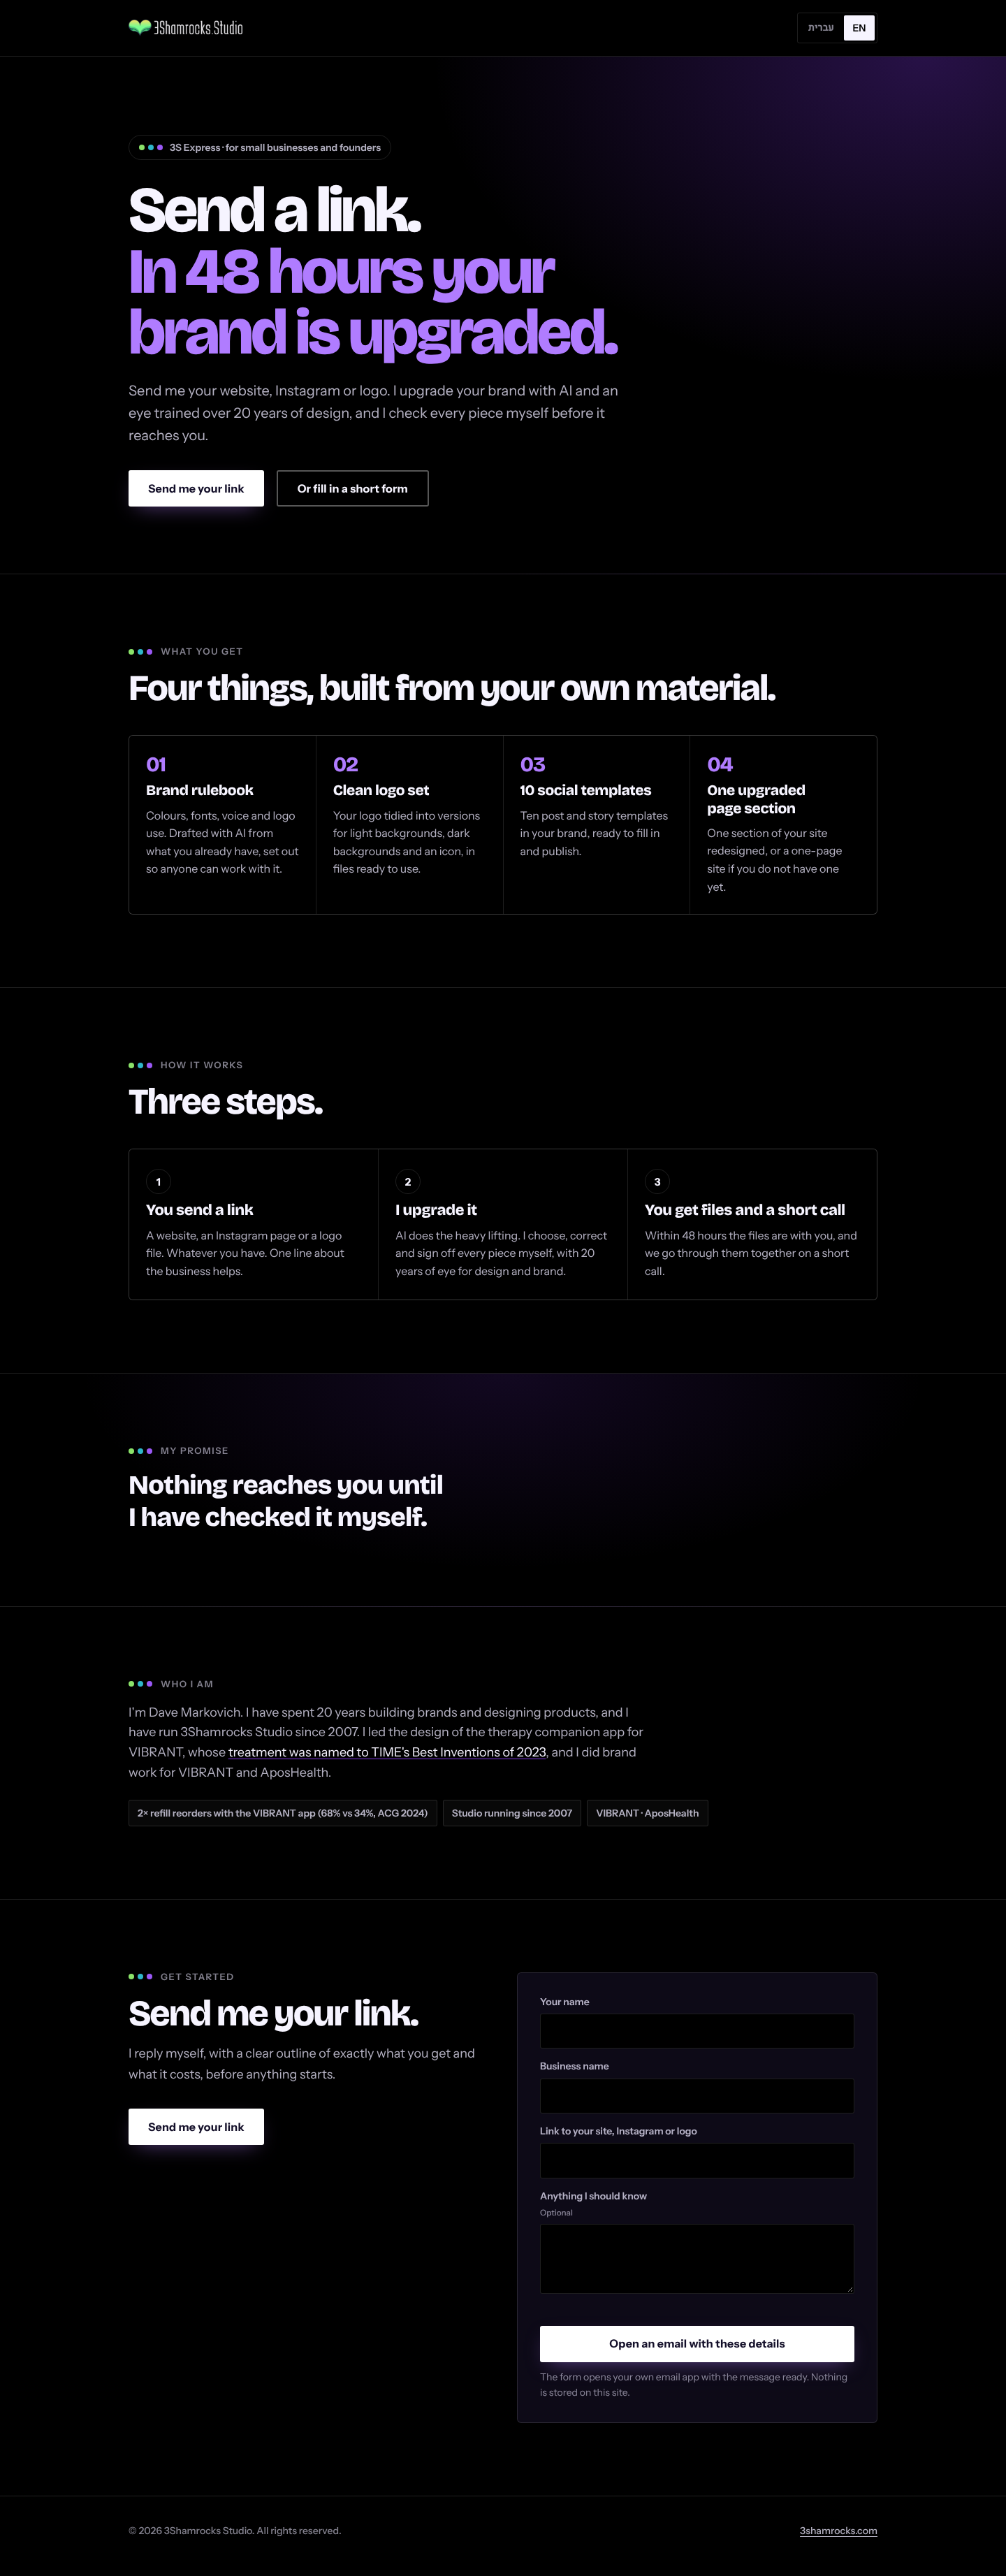 3Shamrocks.Studio
עברית
EN
3S Express · for small businesses and founders
Send a link.
In 48 hours your
brand is upgraded.
Send me your website, Instagram or logo. I upgrade your brand with AI and an
eye trained over 20 years of design, and I check every piece myself before it
reaches you.
Send me your link
Or fill in a short form
WHAT YOU GET
Four things, built from your own material.
01
Brand rulebook
Colours, fonts, voice and logo
use. Drafted with AI from
what you already have, set out
so anyone can work with it.
02
Clean logo set
Your logo tidied into versions
for light backgrounds, dark
backgrounds and an icon, in
files ready to use.
03
10 social templates
Ten post and story templates
in your brand, ready to fill in
and publish.
04
One upgraded
page section
One section of your site
redesigned, or a one-page
site if you do not have one
yet.
HOW IT WORKS
Three steps.
1
You send a link
A website, an Instagram page or a logo
file. Whatever you have. One line about
the business helps.
2
I upgrade it
AI does the heavy lifting. I choose, correct
and sign off every piece myself, with 20
years of eye for design and brand.
3
You get files and a short call
Within 48 hours the files are with you, and
we go through them together on a short
call.
MY PROMISE
Nothing reaches you until
I have checked it myself.
WHO I AM
I'm Dave Markovich. I have spent 20 years building brands and designing products, and I
have run 3Shamrocks Studio since 2007. I led the design of the therapy companion app for
VIBRANT, whose treatment was named to TIME's Best Inventions of 2023, and I did brand
work for VIBRANT and AposHealth.
2× refill reorders with the VIBRANT app (68% vs 34%, ACG 2024)
Studio running since 2007
VIBRANT · AposHealth
GET STARTED
Send me your link.
I reply myself, with a clear outline of exactly what you get and
what it costs, before anything starts.
Send me your link
Your name
Business name
Link to your site, Instagram or logo
Anything I should know
Optional
Open an email with these details
The form opens your own email app with the message ready. Nothing
is stored on this site.
© 2026 3Shamrocks Studio. All rights reserved.
3shamrocks.com